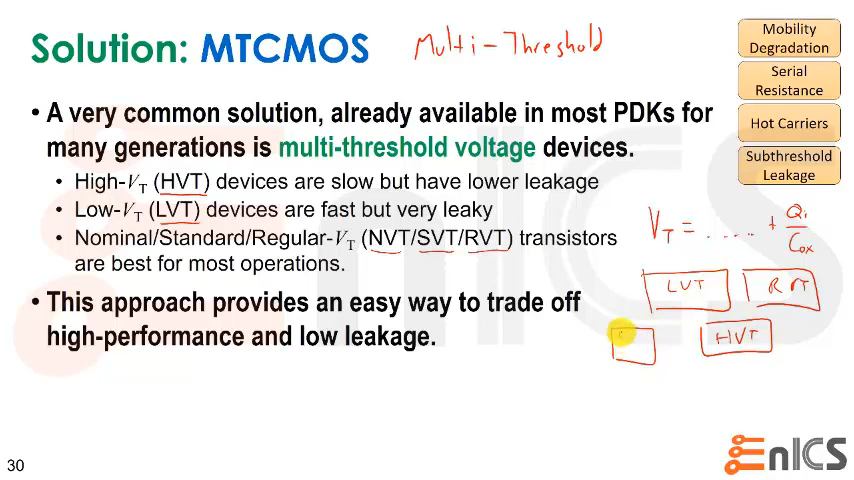 Solution: MTCMOS
Multi-Threshold
Mobility
Degradation
Serial
Resistance
Hot Carriers
Subthreshold
Leakage
• A very common solution, already available in most PDKs for
many generations is multi-threshold voltage devices.
• High-V_T (HVT) devices are slow but have lower leakage
• Low-V_T (LVT) devices are fast but very leaky
• Nominal/Standard/Regular-V_T (NVT/SVT/RVT) transistors
are best for most operations.
• This approach provides an easy way to trade off
high-performance and low leakage.
V_T = ..... + Qi/Cox
LVT
RVT
HVT
30
EnICS